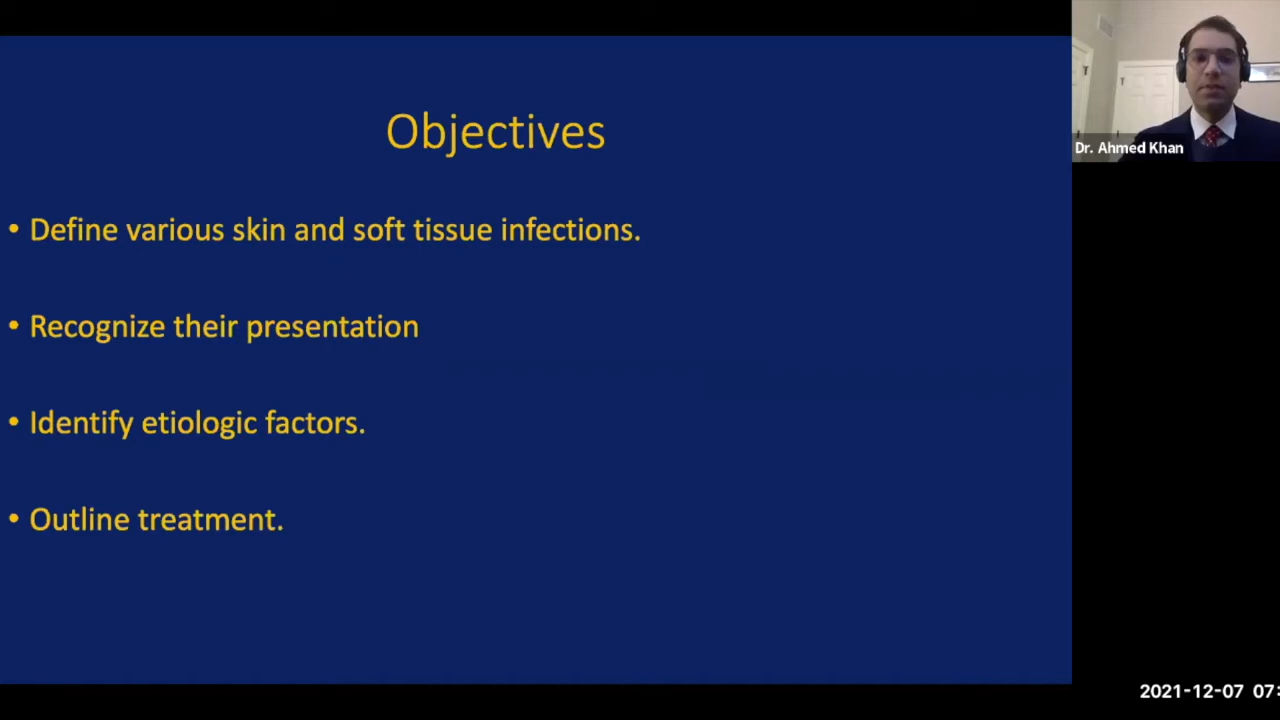 Objectives
• Define various skin and soft tissue infections.
• Recognize their presentation
• Identify etiologic factors.
• Outline treatment.
Dr. Ahmed Khan
2021-12-07 07: